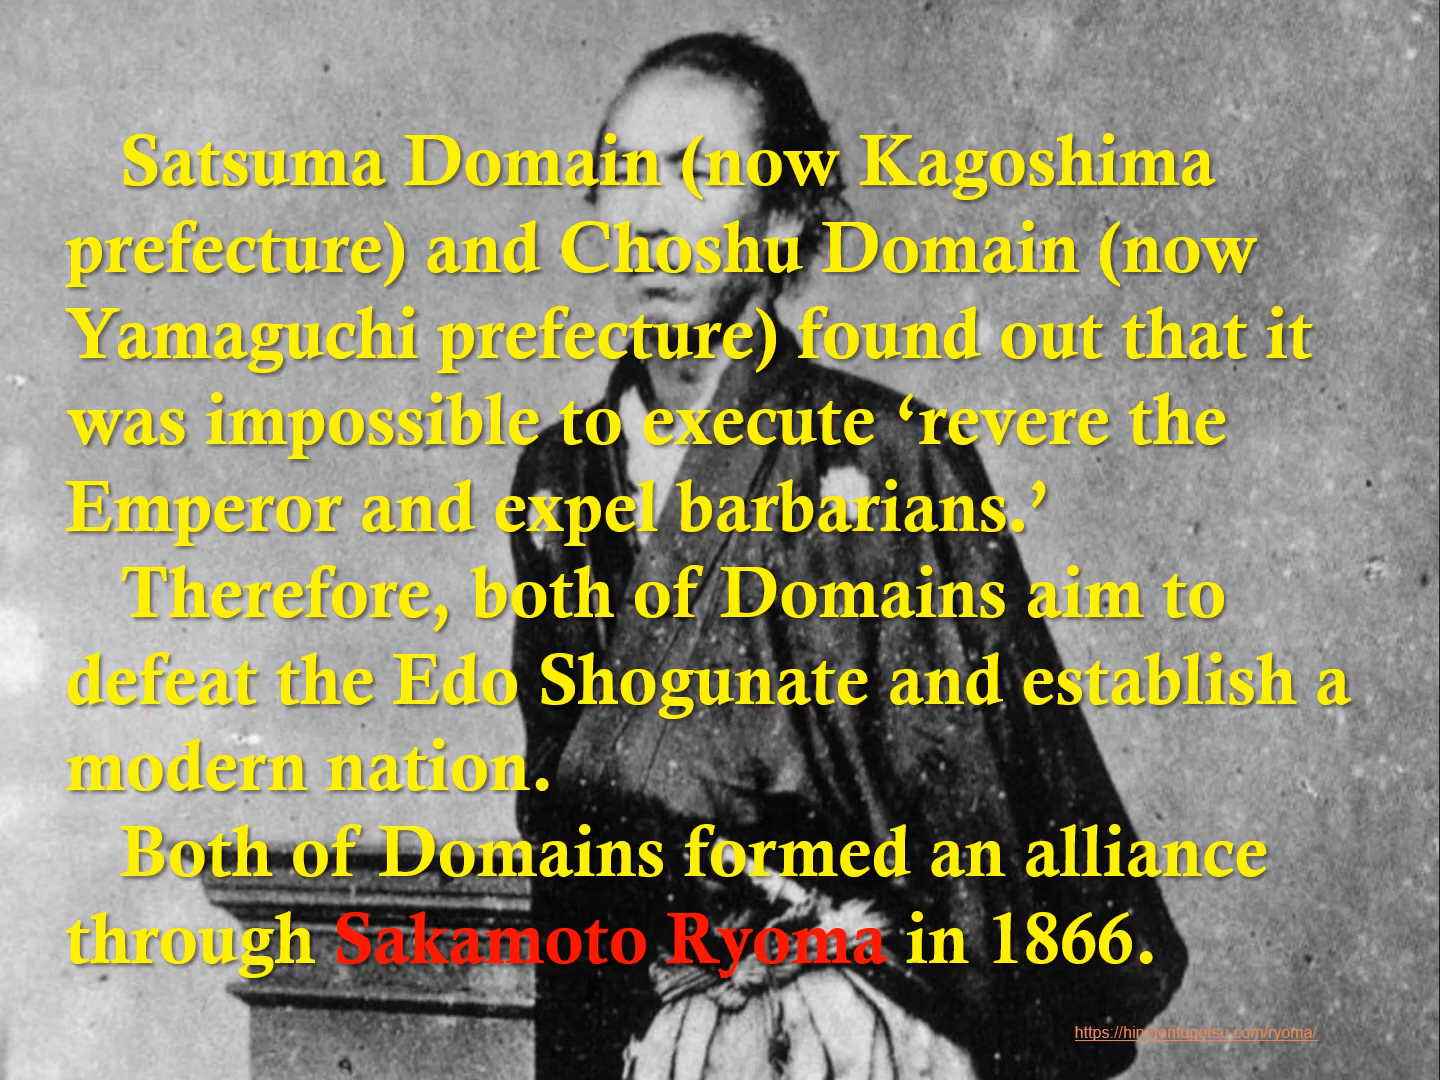 Satsuma Domain (now Kagoshima
prefecture) and Choshu Domain (now
Yamaguchi prefecture) found out that it
was impossible to execute ‘revere the
Emperor and expel barbarians.’
Therefore, both of Domains aim to
defeat the Edo Shogunate and establish a
modern nation.
Both of Domains formed an alliance
through Sakamoto Ryoma in 1866.